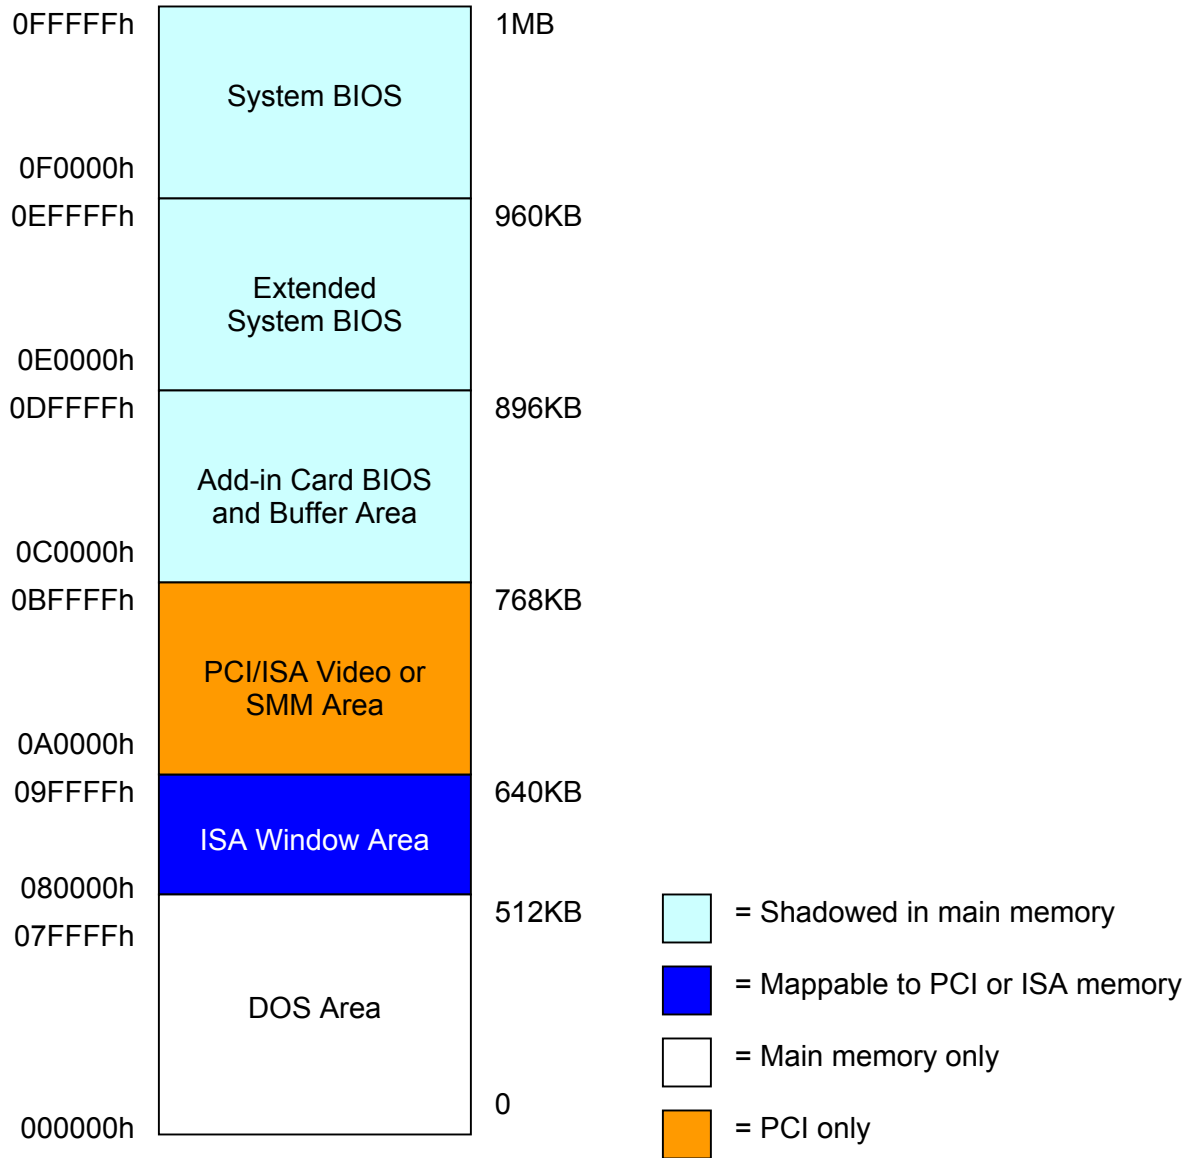 0FFFFFh
1MB
System BIOS
0F0000h
0EFFFFh
960KB
Extended
System BIOS
0E0000h
0DFFFFh
896KB
Add-in Card BIOS
and Buffer Area
0C0000h
0BFFFFh
768KB
PCI/ISA Video or
SMM Area
0A0000h
09FFFFh
640KB
ISA Window Area
080000h
512KB
07FFFFh
DOS Area
0
000000h
= Shadowed in main memory
= Mappable to PCI or ISA memory
= Main memory only
= PCI only